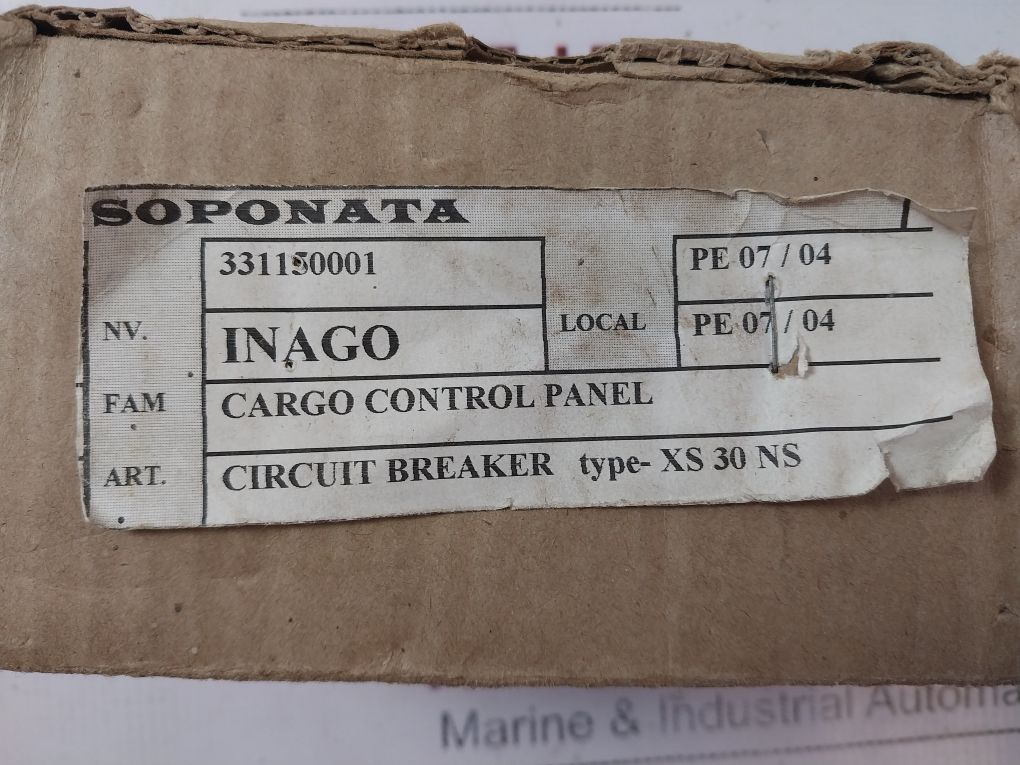 SOPONATA
331150001
PE 07 / 04
NV.
INAGO
LOCAL
PE 07 / 04
FAM
CARGO CONTROL PANEL
ART.
CIRCUIT BREAKER type- XS 30 NS
Marine & Industrial